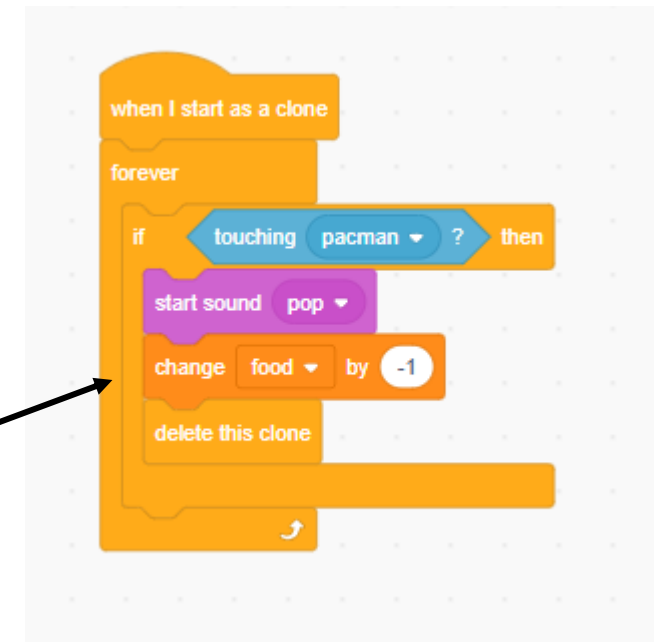 when I start as a clone
forever
if touching pacman ? then
start sound pop
change food by -1
delete this clone